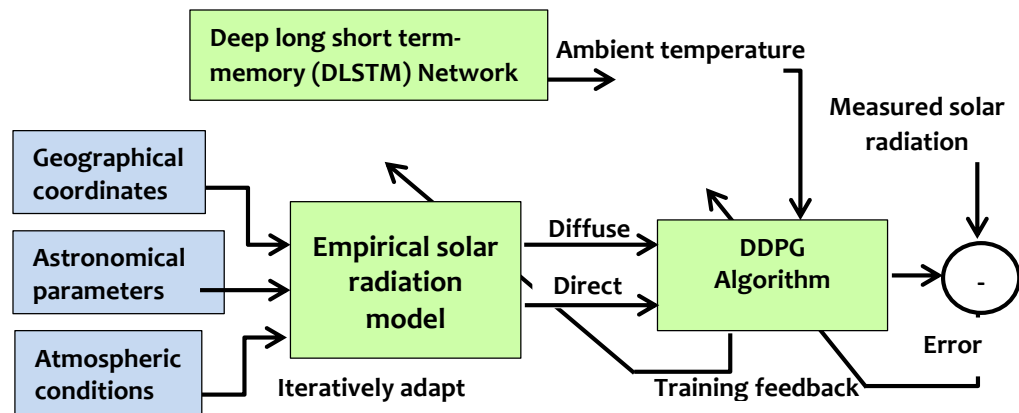 Deep long short term-
memory (DLSTM) Network
Ambient temperature
Measured solar
radiation
Geographical
coordinates
Astronomical
parameters
Atmospheric
conditions
Empirical solar
radiation
model
Diffuse
Direct
DDPG
Algorithm
-
Error
Iteratively adapt
Training feedback